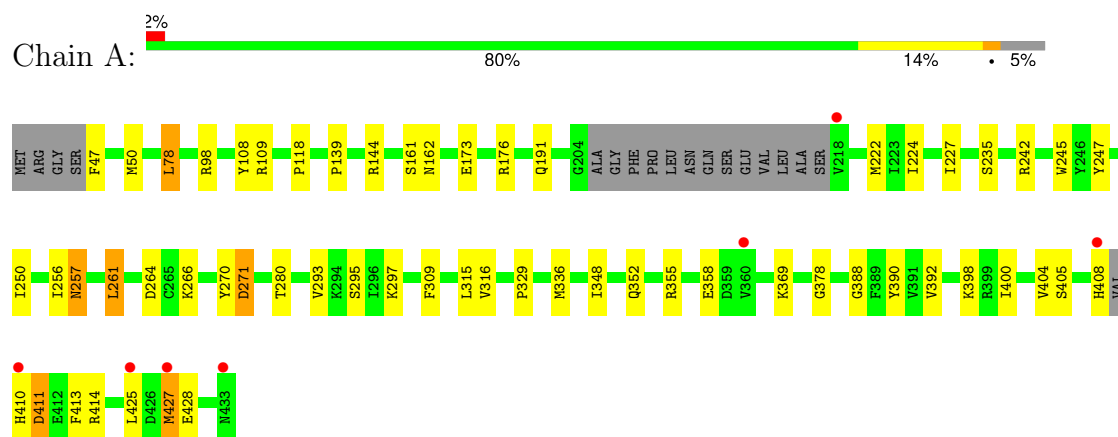 2%
Chain A:
80% 14% • 5%
MET ARG GLY SER F47 M50 L78 R98 Y108 R109 P118 P139 R144 S161 N162 E173 R176 Q191 G204 ALA GLY PHE PRO LEU ASN GLN SER GLU VAL LEU ALA SER V218 M222 I223 I224 I227 S235 R242 W245 Y246 Y247
I250 I256 N257 L261 D264 C265 K266 Y270 D271 T280 V293 K294 S295 I296 K297 F309 L315 V316 P329 M336 I348 Q352 R355 E358 D359 V360 K369 G378 G388 F389 Y390 V391 V392 K398 R399 I400 V404 S405 H408 VAL
H410 D411 E412 F413 R414 L425 D426 M427 E428 N433